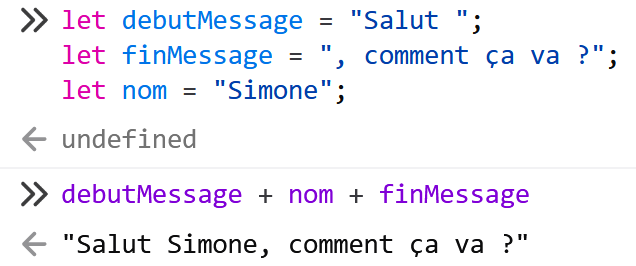 » let debutMessage = "Salut ";
let finMessage = ", comment ça va ?";
let nom = "Simone";
← undefined
» debutMessage + nom + finMessage
← "Salut Simone, comment ça va ?"